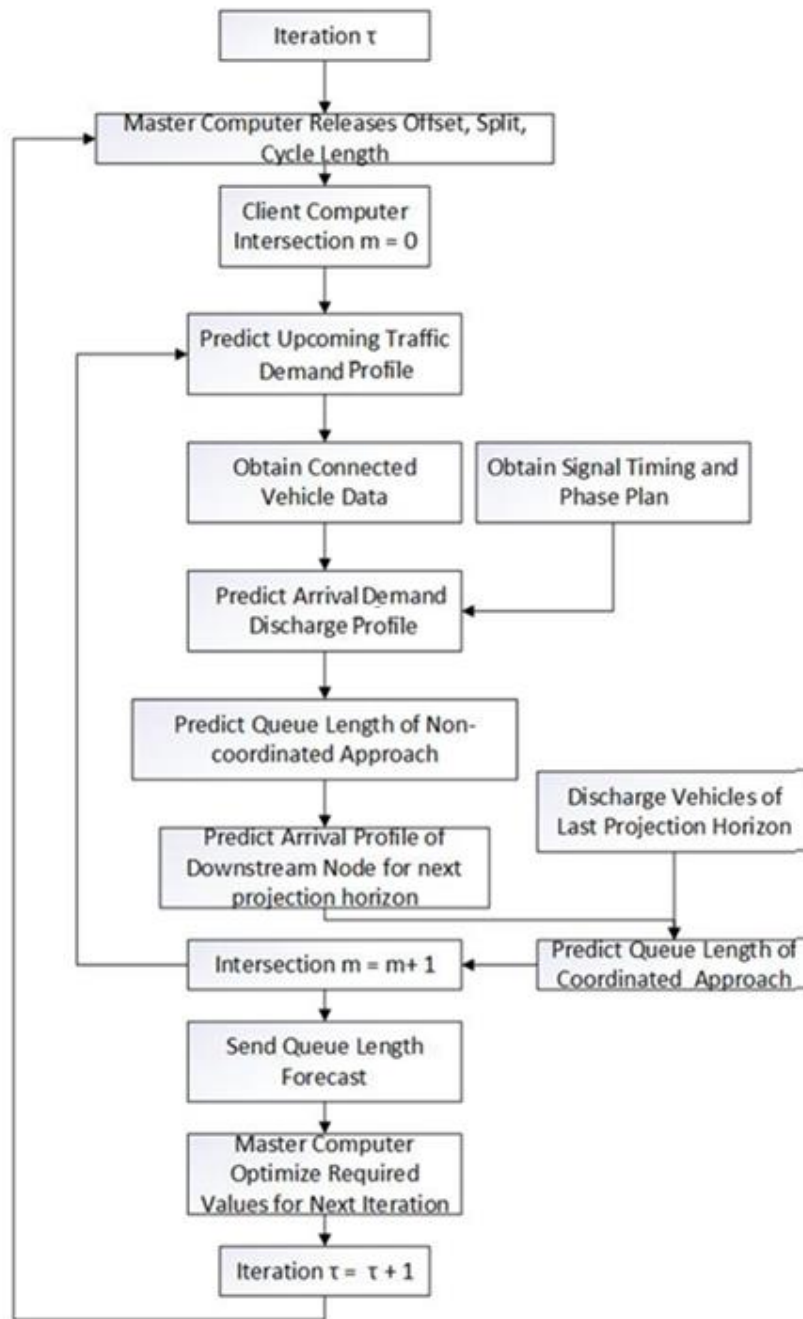 Iteration τ
Master Computer Releases Offset, Split,
Cycle Length
Client Computer
Intersection m = 0
Predict Upcoming Traffic
Demand Profile
Obtain Connected
Vehicle Data
Obtain Signal Timing and
Phase Plan
Predict Arrival Demand
Discharge Profile
Predict Queue Length of Non-
coordinated Approach
Discharge Vehicles of
Last Projection Horizon
Predict Arrival Profile of
Downstream Node for next
projection horizon
Predict Queue Length of
Coordinated Approach
Intersection m = m+ 1
Send Queue Length
Forecast
Master Computer
Optimize Required
Values for Next Iteration
Iteration τ = τ + 1